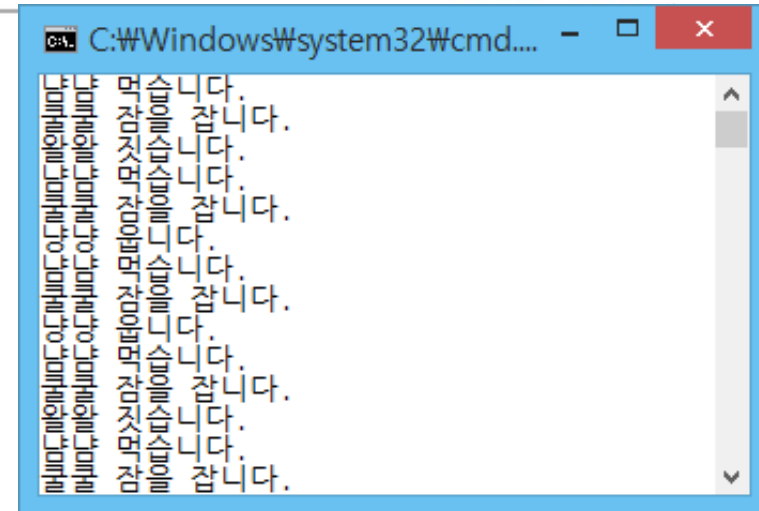 C:₩Windows₩system32₩cmd....
냠냠 먹습니다.
쿨쿨 잠을 잡니다.
왈왈 짓습니다.
냠냠 먹습니다.
쿨쿨 잠을 잡니다.
냥냥 웁니다.
냠냠 먹습니다.
쿨쿨 잠을 잡니다.
냥냥 웁니다.
냠냠 먹습니다.
쿨쿨 잠을 잡니다.
왈왈 짓습니다.
냠냠 먹습니다.
쿨쿨 잠을 잡니다.